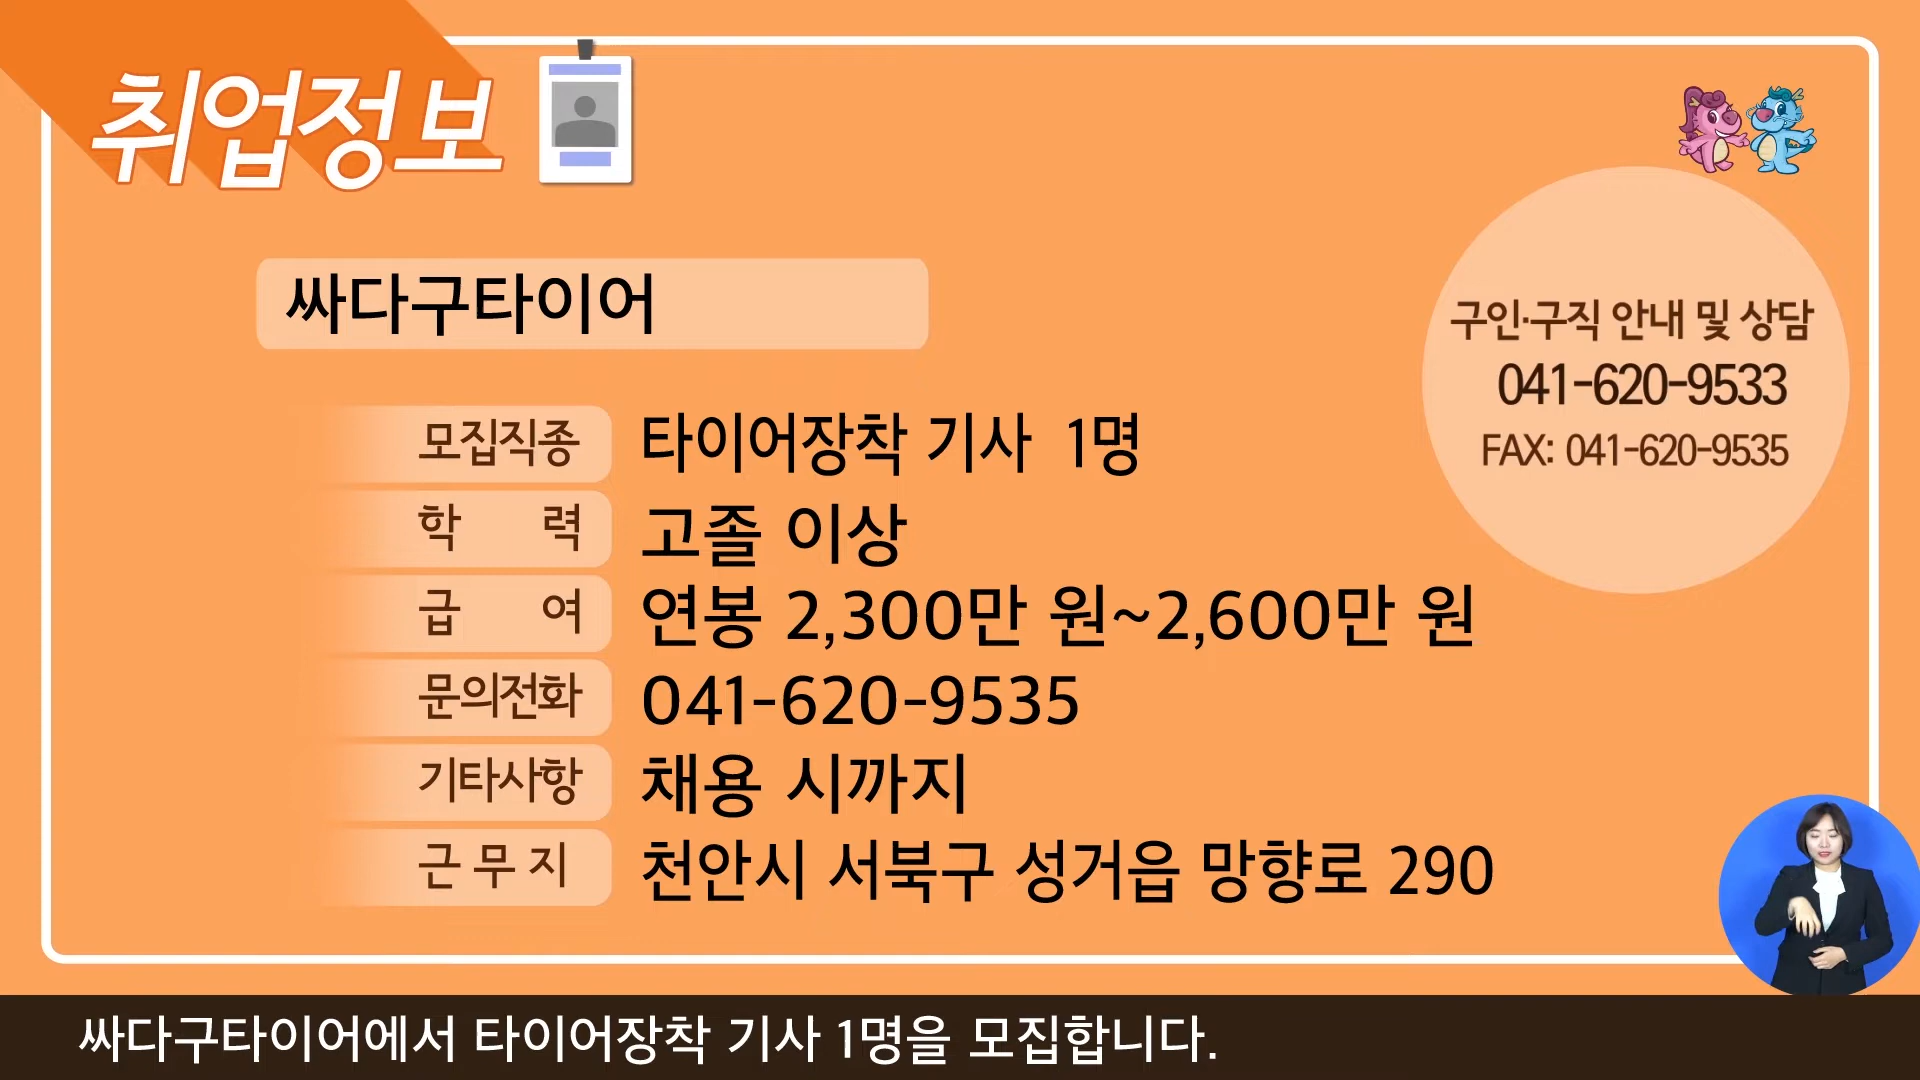 취업정보
싸다구타이어
구인·구직 안내 및 상담
041-620-9533
FAX: 041-620-9535
모집직종 타이어장착 기사 1명
학 력 고졸 이상
급 여 연봉 2,300만 원~2,600만 원
문의전화 041-620-9535
기타사항 채용 시까지
근 무 지 천안시 서북구 성거읍 망향로 290
싸다구타이어에서 타이어장착 기사 1명을 모집합니다.